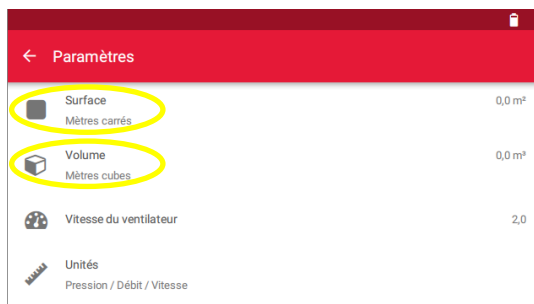 Paramètres
Surface 0,0 m²
Mètres carrés
Volume 0,0 m³
Mètres cubes
Vitesse du ventilateur 2,0
Unités
Pression / Débit / Vitesse